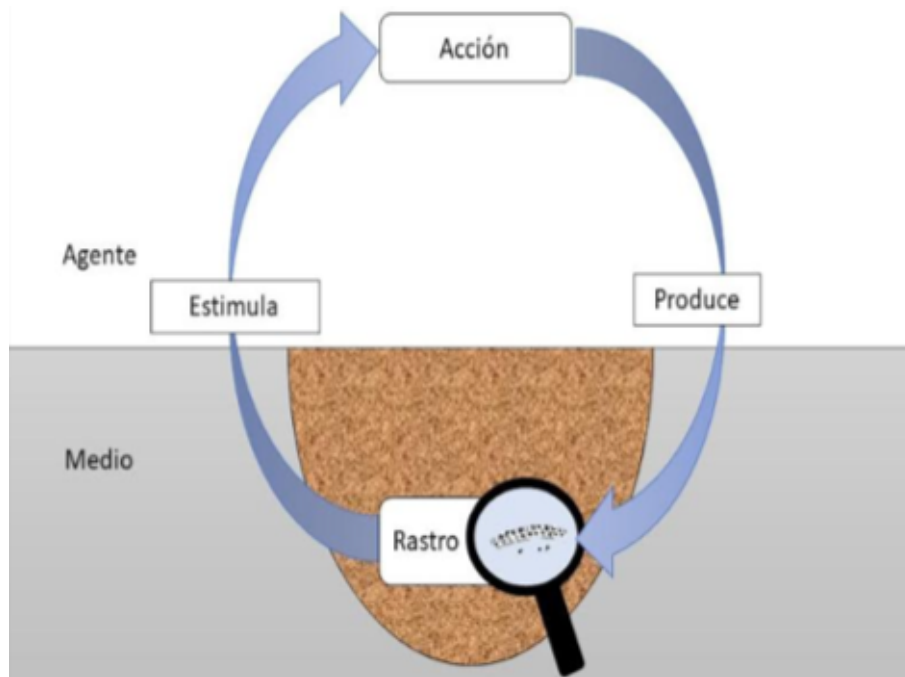 Acción
Agente
Estimula
Produce
Medio
Rastro